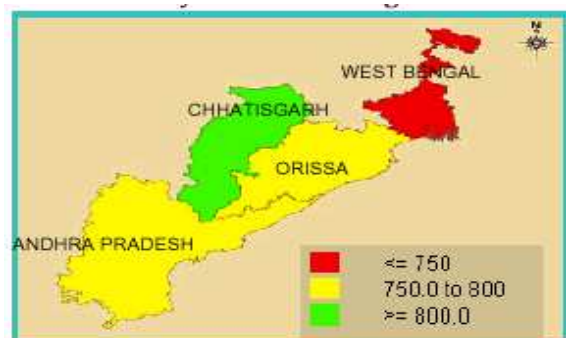 N
WEST BENGAL
CHHATISGARH
ORISSA
ANDHRA PRADESH
<= 750
750.0 to 800
>= 800.0